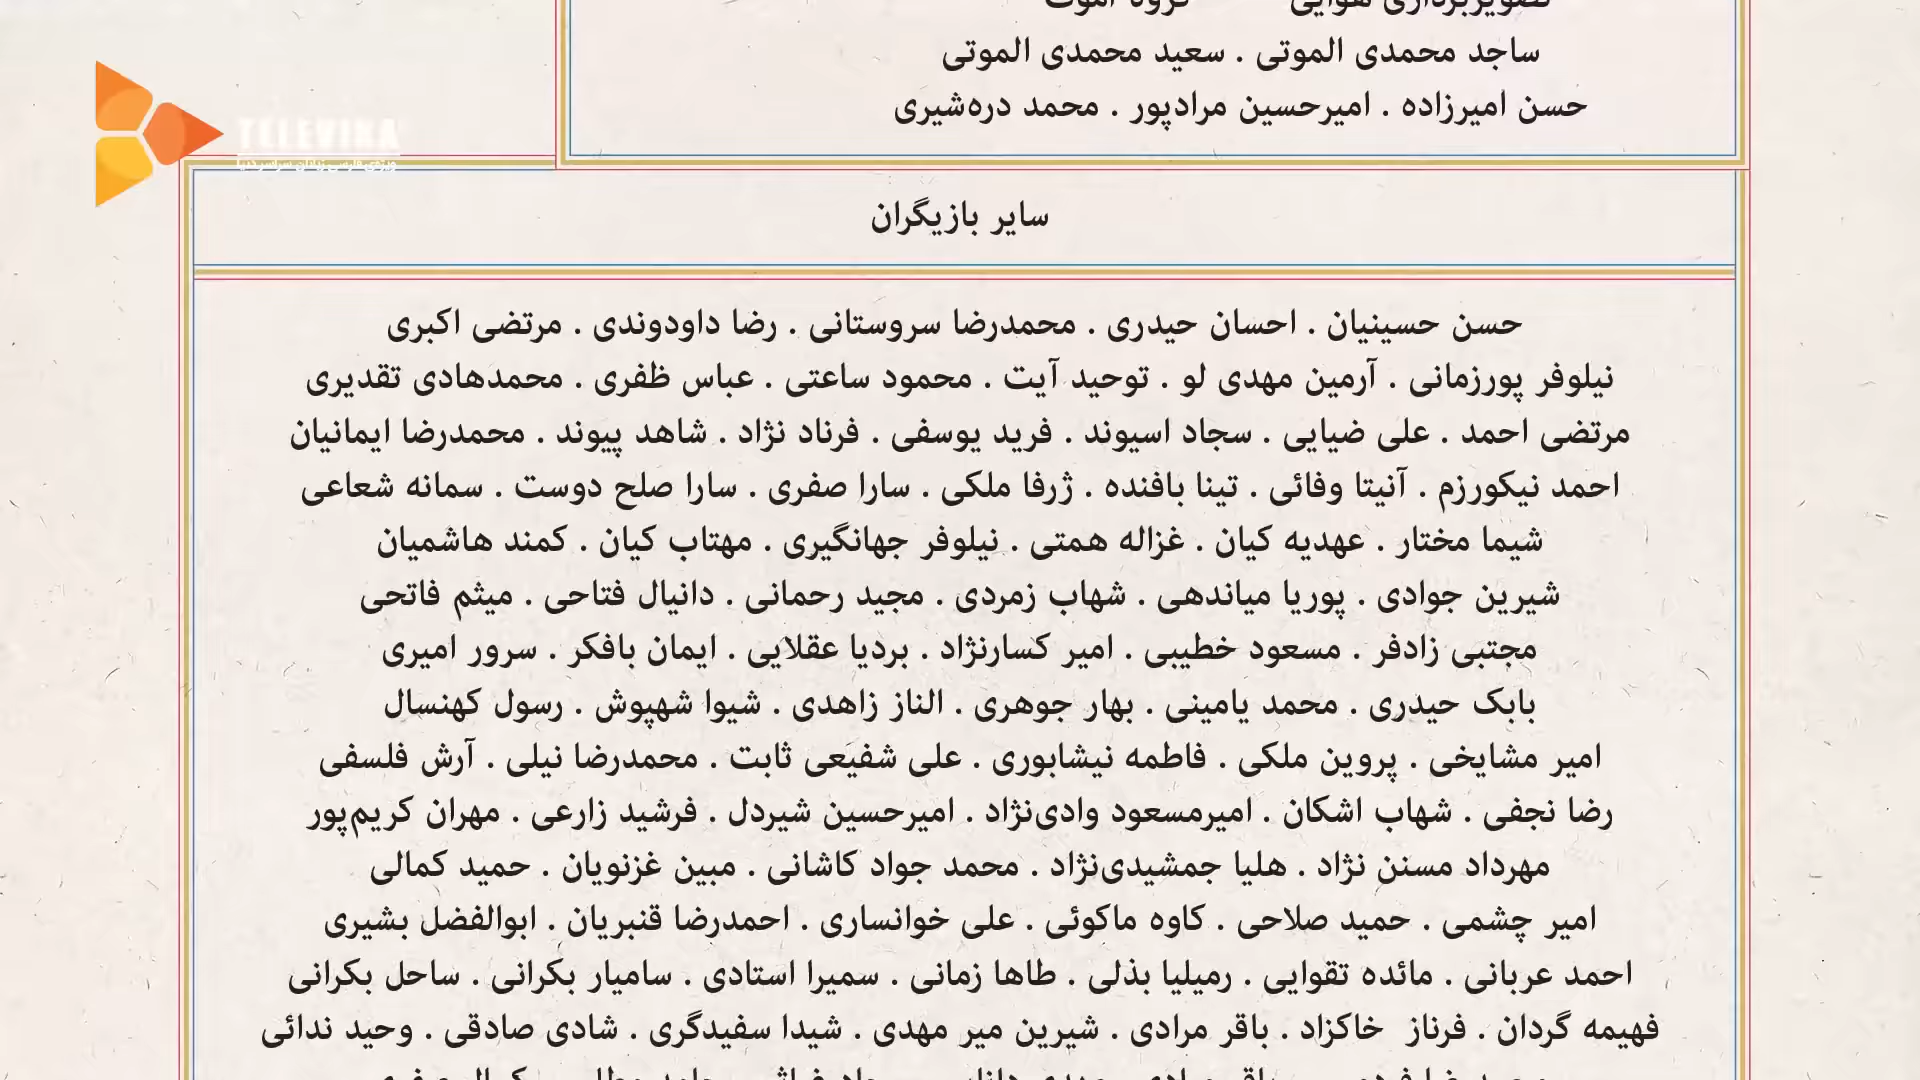 تصویربرداری هوایی گروه الموت
ساجد محمدی الموتی . سعید محمدی الموتی
حسن امیرزاده . امیرحسین مرادپور . محمد دره‌شیری
TELEVIKA
ویژه‌ی فارسی‌زبانان سراسر دنیا
سایر بازیگران
حسن حسینیان . احسان حیدری . محمدرضا سروستانی . رضا داودوندی . مرتضی اکبری
نیلوفر پورزمانی . آرمین مهدی لو . توحید آیت . محمود ساعتی . عباس ظفری . محمدهادی تقدیری
مرتضی احمد . علی ضیایی . سجاد اسیوند . فرید یوسفی . فرناد نژاد . شاهد پیوند . محمدرضا ایمانیان
احمد نیکورزم . آنیتا وفائی . تینا بافنده . ژرفا ملکی . سارا صفری . سارا صلح دوست . سمانه شعاعی
شیما مختار . عهدیه کیان . غزاله همتی . نیلوفر جهانگیری . مهتاب کیان . کمند هاشمیان
شیرین جوادی . پوریا میاندهی . شهاب زمردی . مجید رحمانی . دانیال فتاحی . میثم فاتحی
مجتبی زادفر . مسعود خطیبی . امیر کسارنژاد . بردیا عقلایی . ایمان بافکر . سرور امیری
بابک حیدری . محمد یامینی . بهار جوهری . الناز زاهدی . شیوا شهپوش . رسول کهنسال
امیر مشایخی . پروین ملکی . فاطمه نیشابوری . علی شفیعی ثابت . محمدرضا نیلی . آرش فلسفی
رضا نجفی . شهاب اشکان . امیرمسعود وادی‌نژاد . امیرحسین شیردل . فرشید زارعی . مهران کریم‌پور
مهرداد مسنن نژاد . هلیا جمشیدی‌نژاد . محمد جواد کاشانی . مبین غزنویان . حمید کمالی
امیر چشمی . حمید صلاحی . کاوه ماکوئی . علی خوانساری . احمدرضا قنبریان . ابوالفضل بشیری
احمد عربانی . مائده تقوایی . رمیلیا بذلی . طاها زمانی . سمیرا استادی . سامیار بکرانی . ساحل بکرانی
فهیمه گردان . فرناز خاکزاد . باقر مرادی . شیرین میر مهدی . شیدا سفیدگری . شادی صادقی . وحید ندائی